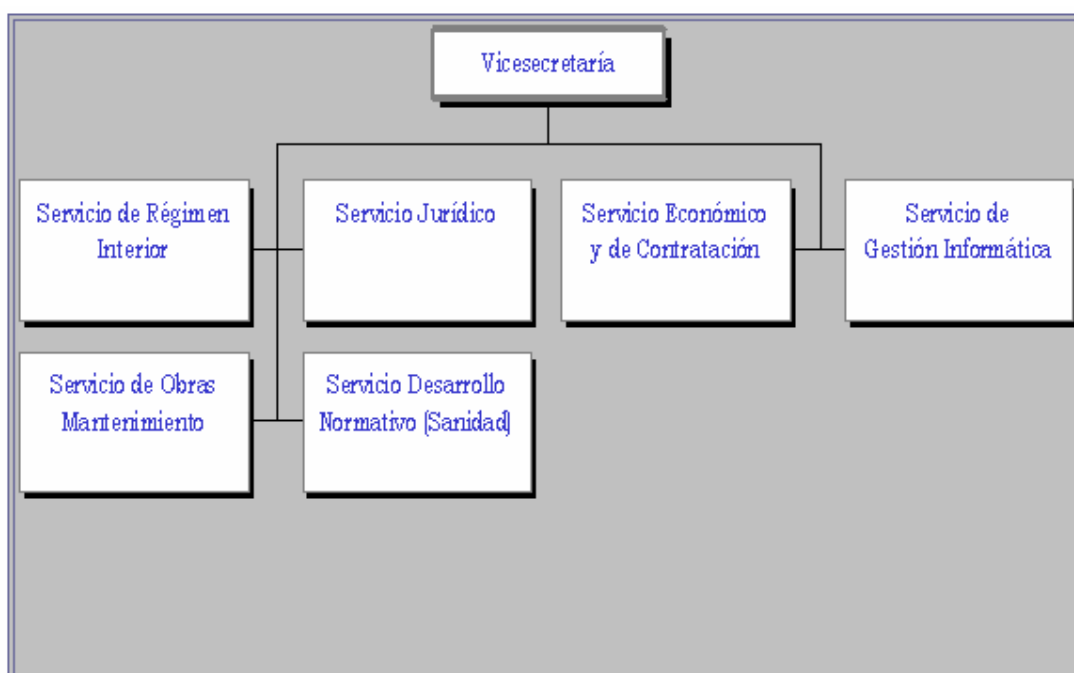 Vicesecretaría
Servicio de Régimen
Interior
Servicio Jurídico
Servicio Económico
y de Contratación
Servicio de
Gestión Informática
Servicio de Obras
Mantenimiento
Servicio Desarrollo
Normativo (Sanidad)